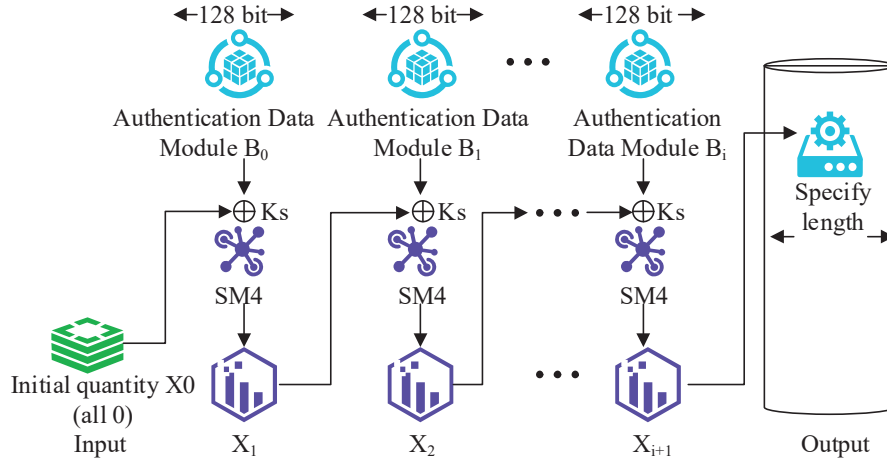 128 bit 128 bit 128 bit
Authentication Data Module B₀
Authentication Data Module B₁
Authentication Data Module Bᵢ
Ks Ks Ks
SM4 SM4 SM4
Specify length
Initial quantity X0
(all 0)
Input
X₁ X₂ Xᵢ₊₁ Output